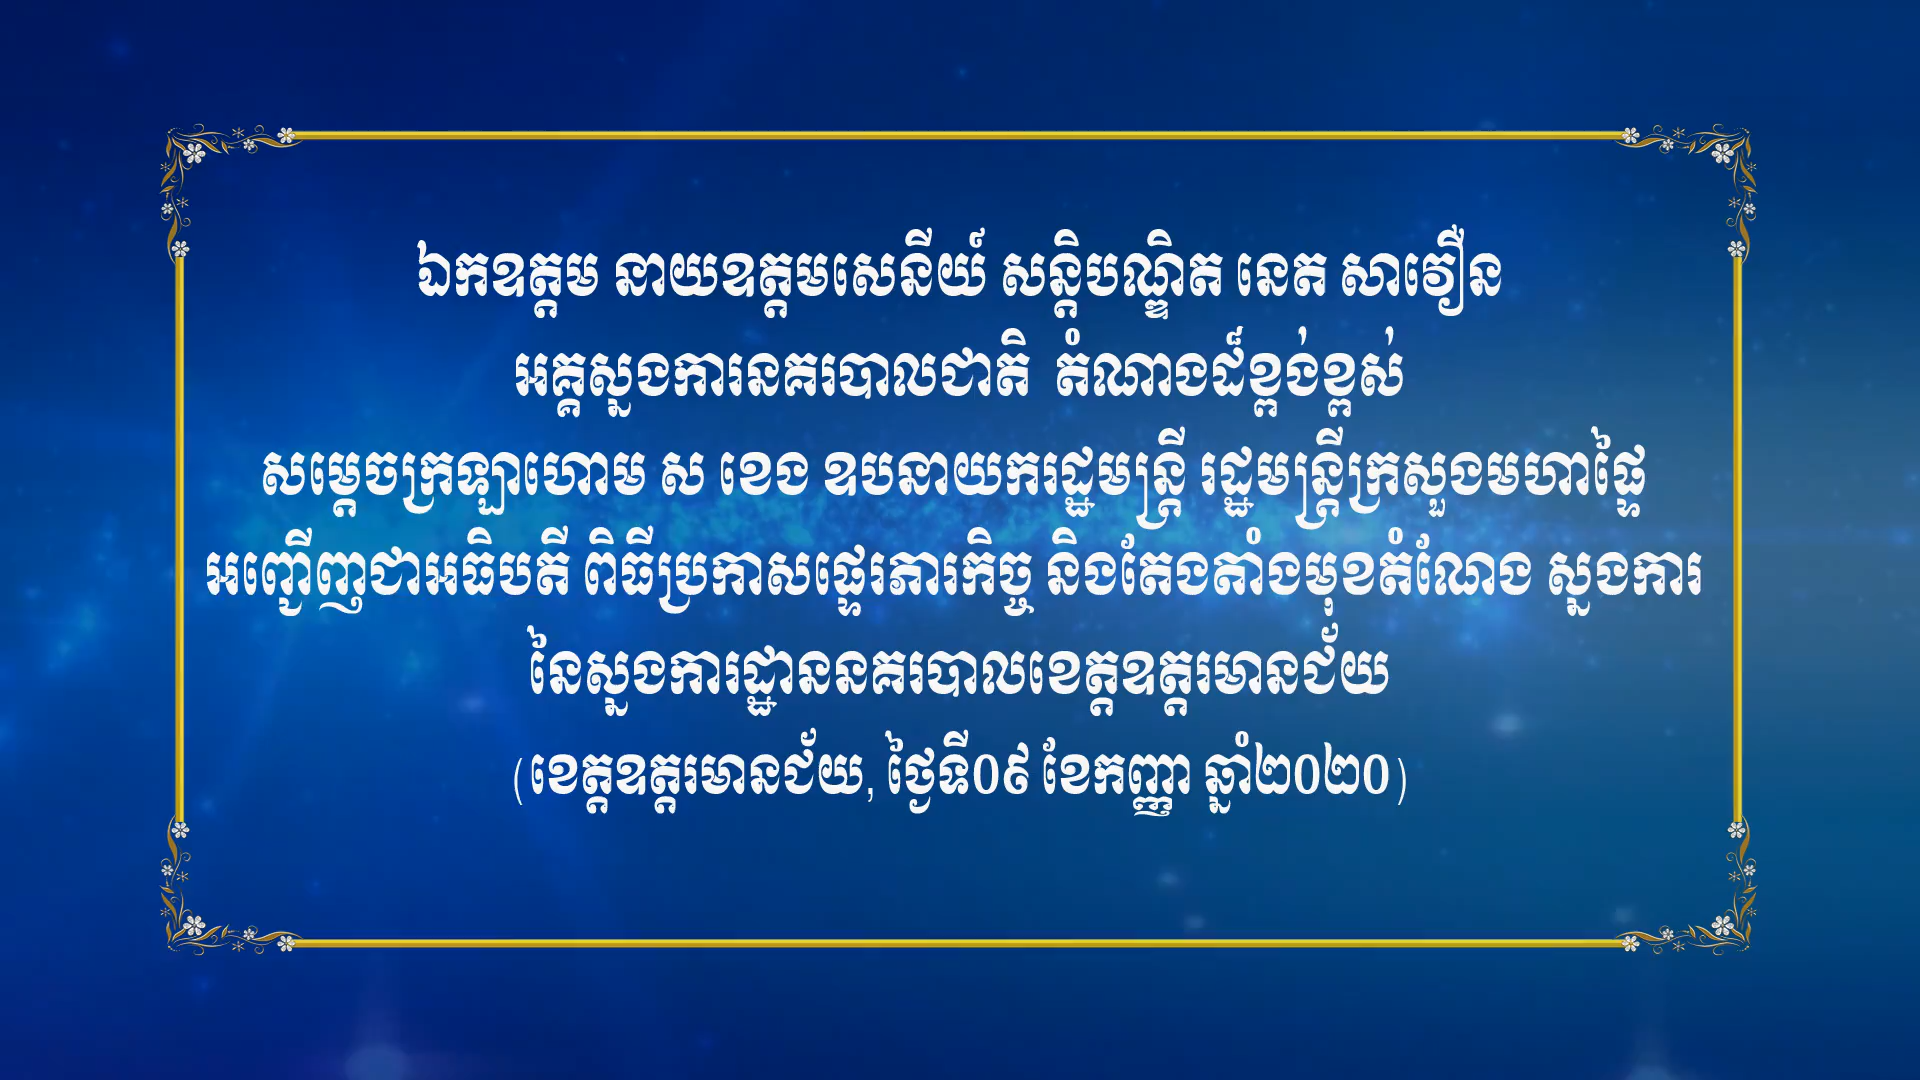 ឯកឧត្តម នាយឧត្តមសេនីយ៍ សន្តិបណ្ឌិត នេត សាវឿន
អគ្គស្នងការនគរបាលជាតិ តំណាងដ៏ខ្ពង់ខ្ពស់
សម្តេចក្រឡាហោម ស ខេង ឧបនាយករដ្ឋមន្ត្រី រដ្ឋមន្ត្រីក្រសួងមហាផ្ទៃ
អញ្ជើញជាអធិបតី ពិធីប្រកាសផ្ទេរភារកិច្ច និងតែងតាំងមុខតំណែង ស្នងការ
នៃស្នងការដ្ឋាននគរបាលខេត្តឧត្តរមានជ័យ
(ខេត្តឧត្តរមានជ័យ, ថ្ងៃទី០៩ ខែកញ្ញា ឆ្នាំ២០២០)